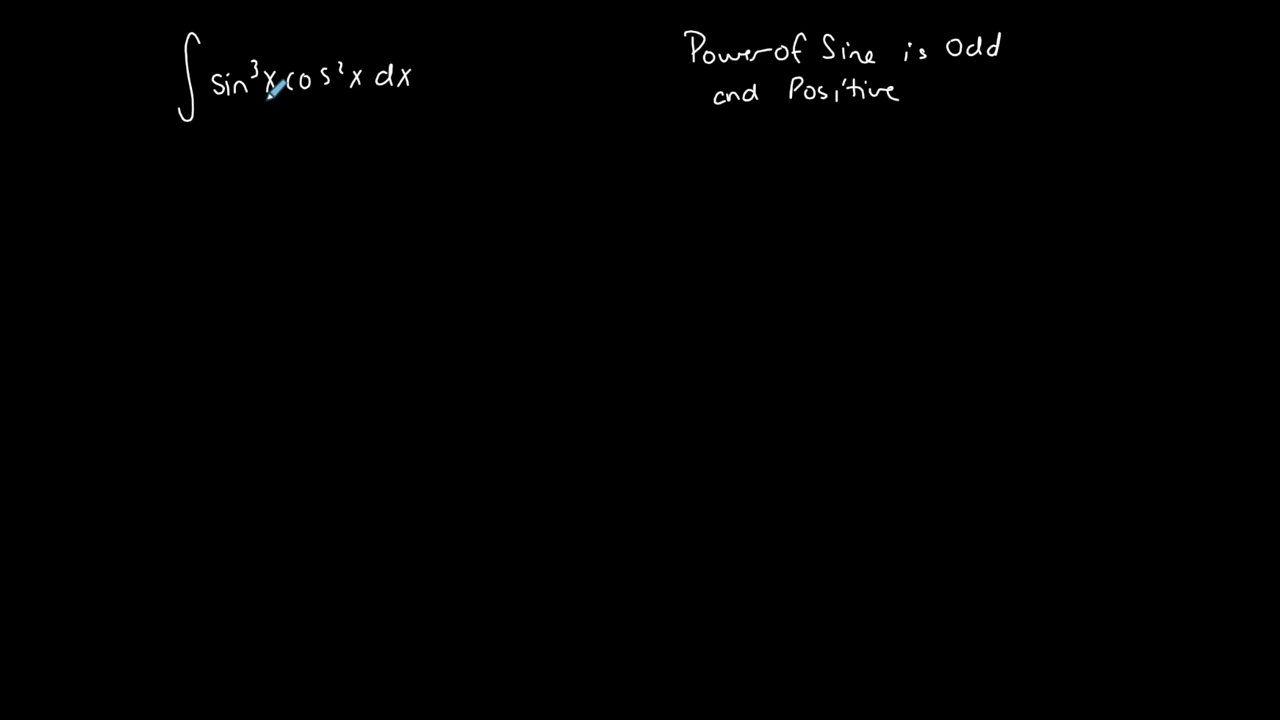 ∫ sin³x cos²x dx
Power of Sine is Odd
and Positive